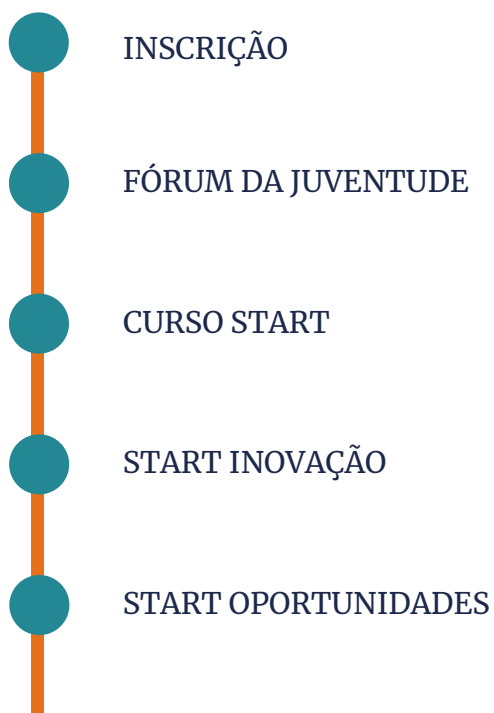 INSCRIÇÃO
FÓRUM DA JUVENTUDE
CURSO START
START INOVAÇÃO
START OPORTUNIDADES